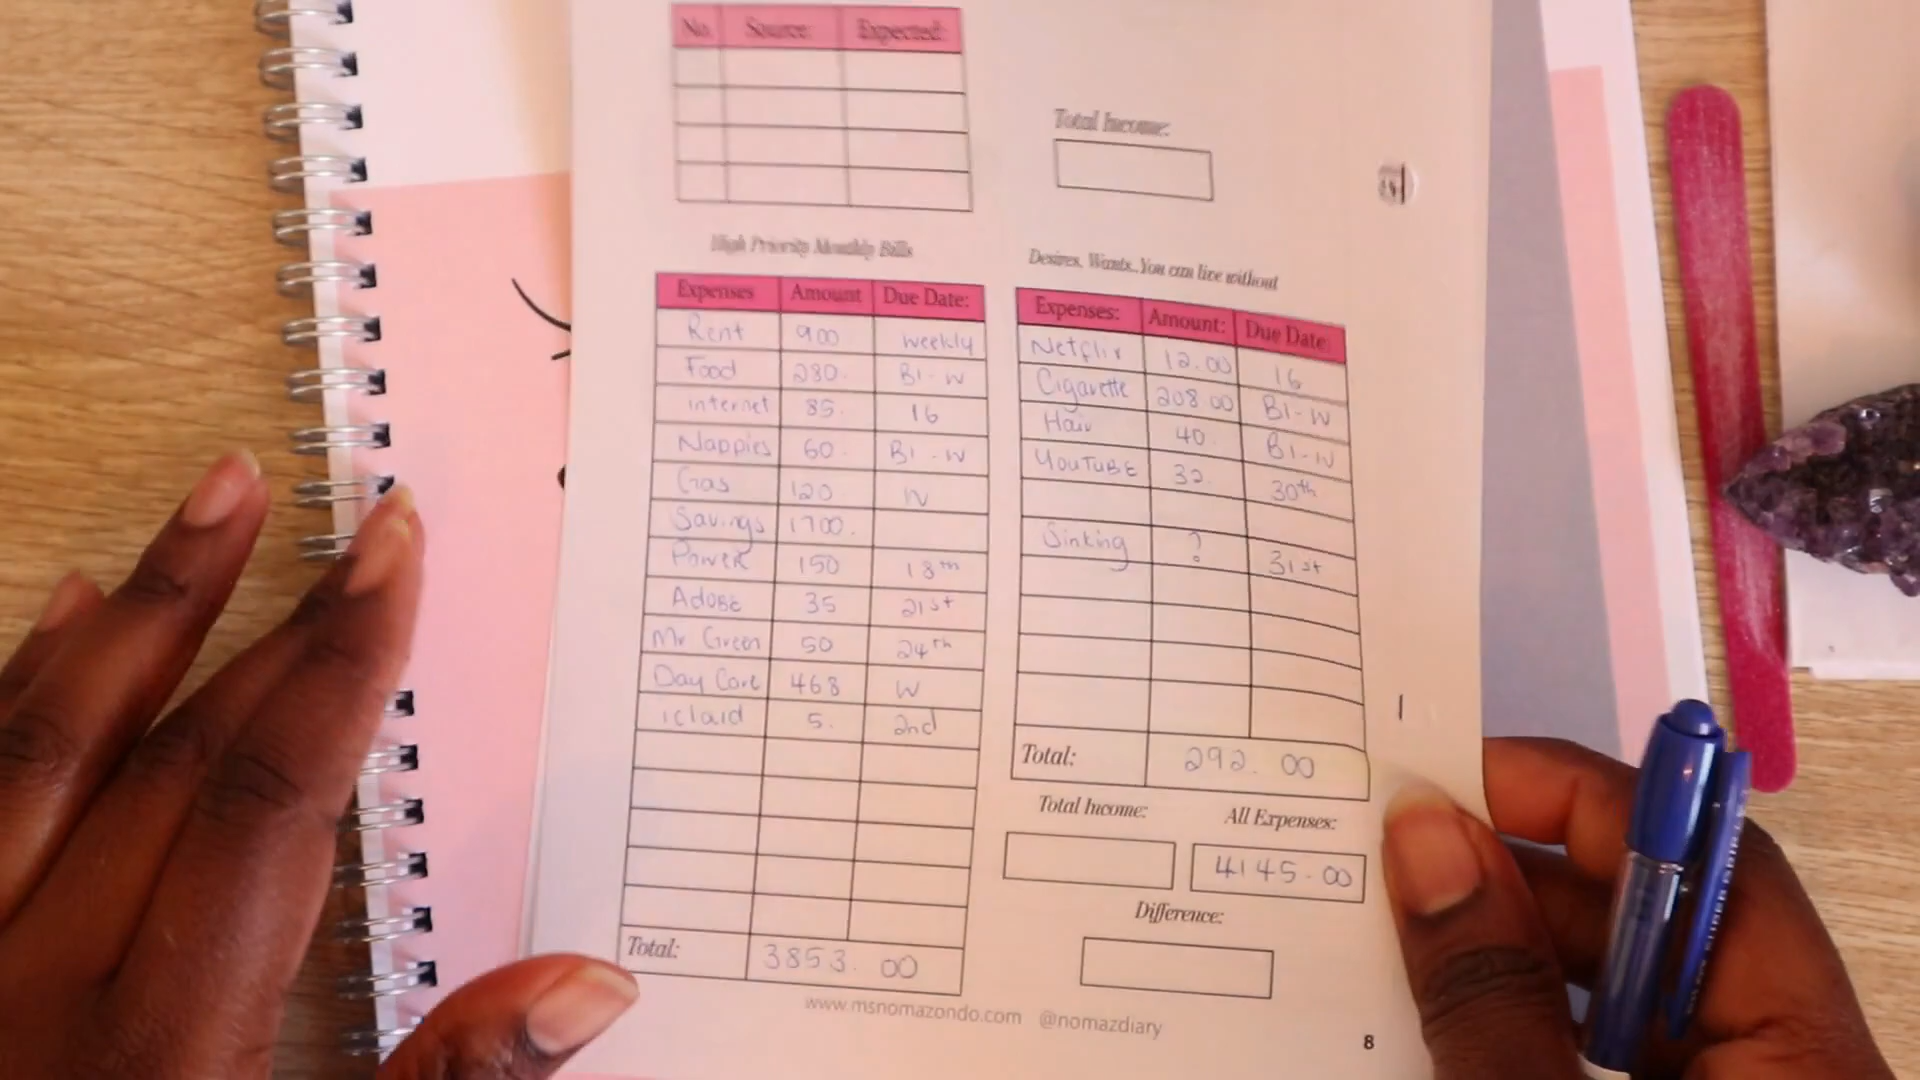 No. Source: Expected:
Total Income:
High Priority Monthly Bills
Expenses Amount Due Date:
Rent 900 weekly
Food 280. BI-W
internet 85. 16
Nappies 60. BI-W
Gas 120 W
Savings 1700.
Power 150 18th
Adobe 35 21st
Mr Green 50 24th
Day Care 468 W
iclaid 5. 2nd
Total: 3853.00
Desires, Wants..You can live without
Expenses: Amount: Due Date:
Netflix 12.00 16
Cigarette 208.00 BI-W
Hair 40. BI-W
YouTUBE 32. 30th
Sinking ? 31st
Total: 292.00
Total Income: All Expenses:
4145.00
Difference:
www.msnomazondo.com @nomazdiary
8